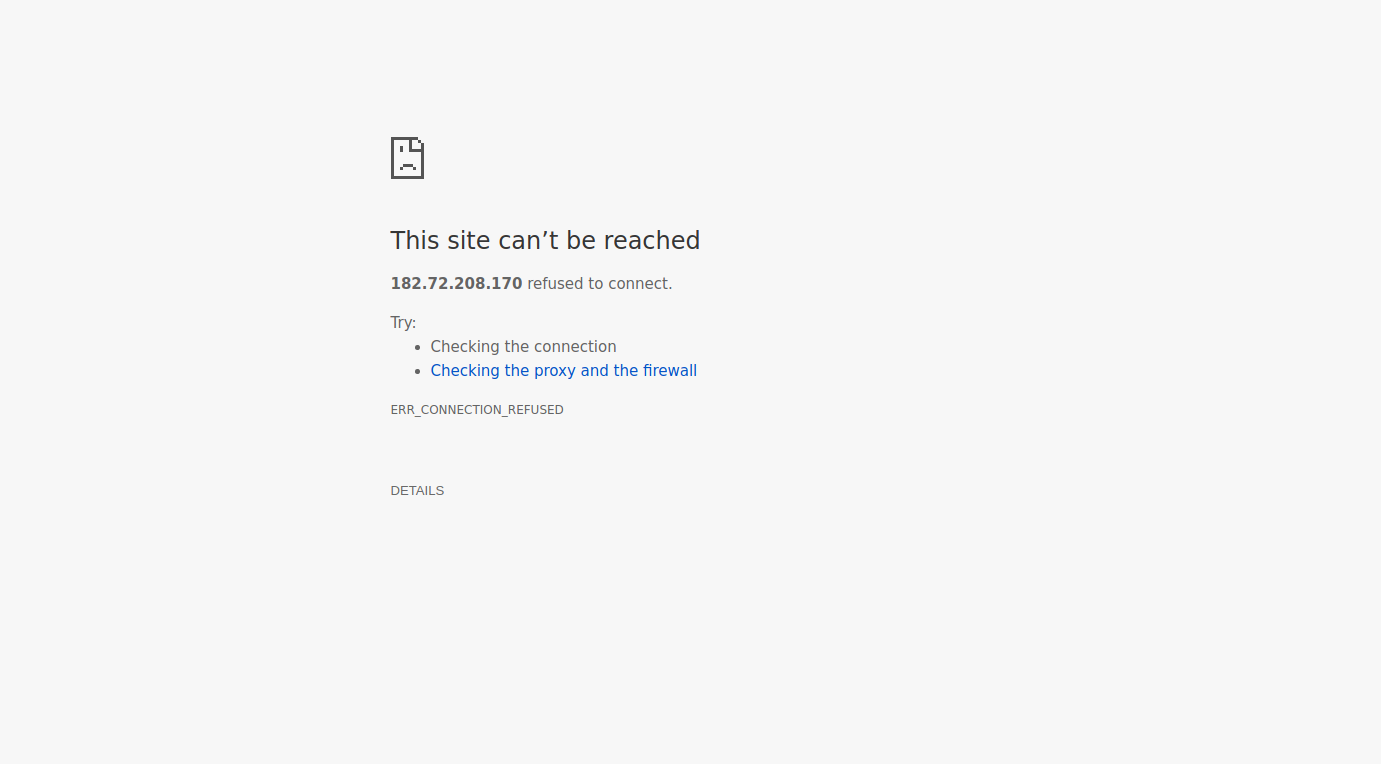 This site can’t be reached
182.72.208.170 refused to connect.
Try:
Checking the connection
Checking the proxy and the firewall
ERR_CONNECTION_REFUSED
DETAILS